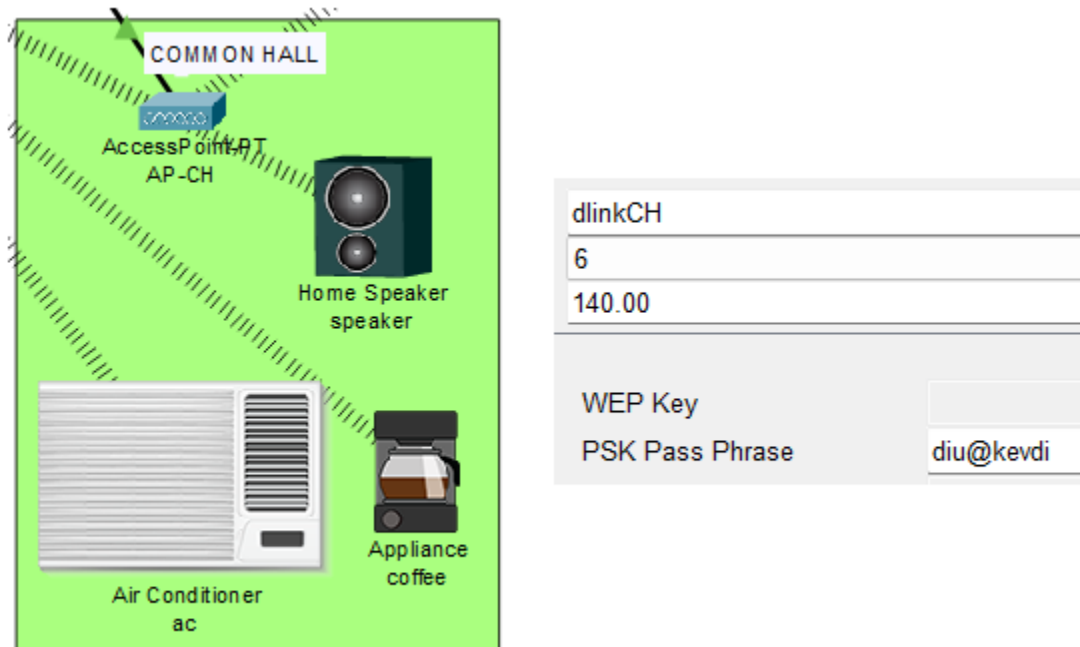 COMMON HALL
AccessPoint-PT
AP-CH
Home Speaker
speaker
Air Conditioner
ac
Appliance
coffee
dlinkCH
6
140.00
WEP Key
PSK Pass Phrase diu@kevdi